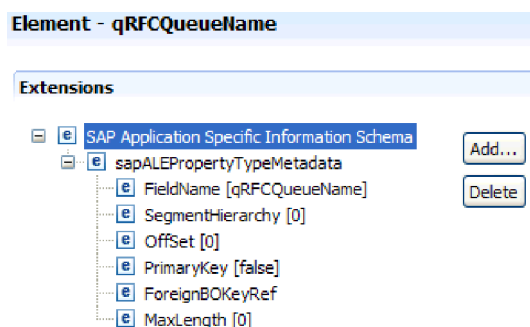 Element - qRFCQueueName
Extensions
SAP Application Specific Information Schema
Add...
sapALEPropertyTypeMetadata
FieldName [qRFCQueueName]
Delete
SegmentHierarchy [0]
OffSet [0]
PrimaryKey [false]
ForeignBOKeyRef
MaxLength [0]